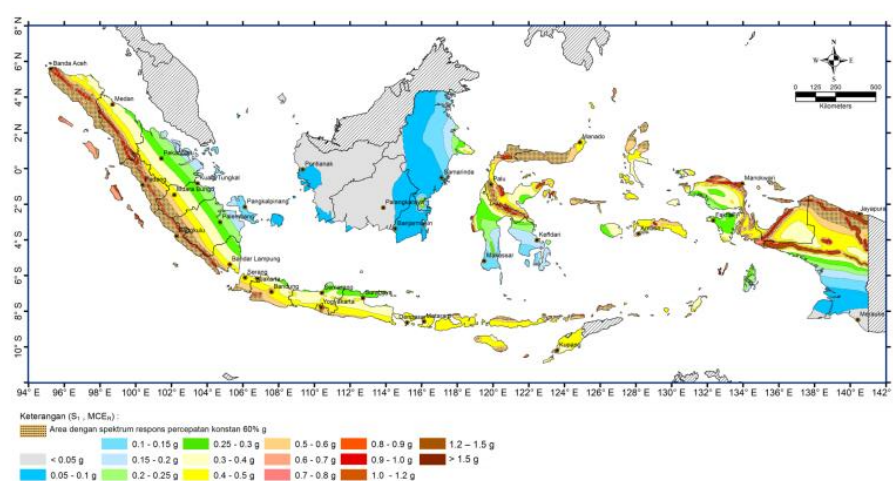 8° N
6° N
4° N
2° N
0°
2° S
4° S
6° S
8° S
10° S
94° E 96° E 98° E 100° E 102° E 104° E 106° E 108° E 110° E 112° E 114° E 116° E 118° E 120° E 122° E 124° E 126° E 128° E 130° E 132° E 134° E 136° E 138° E 140° E 142° E
N
W E
S
0 125 250 500
Kilometers
Banda Aceh
Medan
Pekanbaru
Padang
Kuala Tungkal
Muara Bungo
Pangkalpinang
Palembang
Bengkulu
Bandar Lampung
Serang
Jakarta
Bandung
Semarang
Surabaya
Yogyakarta
Denpasar
Mataram
Kupang
Pontianak
Palangkaraya
Banjarmasin
Samarinda
Palu
Manado
Kendari
Makassar
Ambon
Manokwari
Jayapura
Merauke
Keterangan (S₁ , MCEᵣ) :
Area dengan spektrum respons percepatan konstan 60% g
< 0.05 g
0.05 - 0.1 g
0.1 - 0.15 g
0.15 - 0.2 g
0.2 - 0.25 g
0.25 - 0.3 g
0.3 - 0.4 g
0.4 - 0.5 g
0.5 - 0.6 g
0.6 - 0.7 g
0.7 - 0.8 g
0.8 - 0.9 g
0.9 - 1.0 g
1.0 - 1.2 g
1.2 – 1.5 g
> 1.5 g